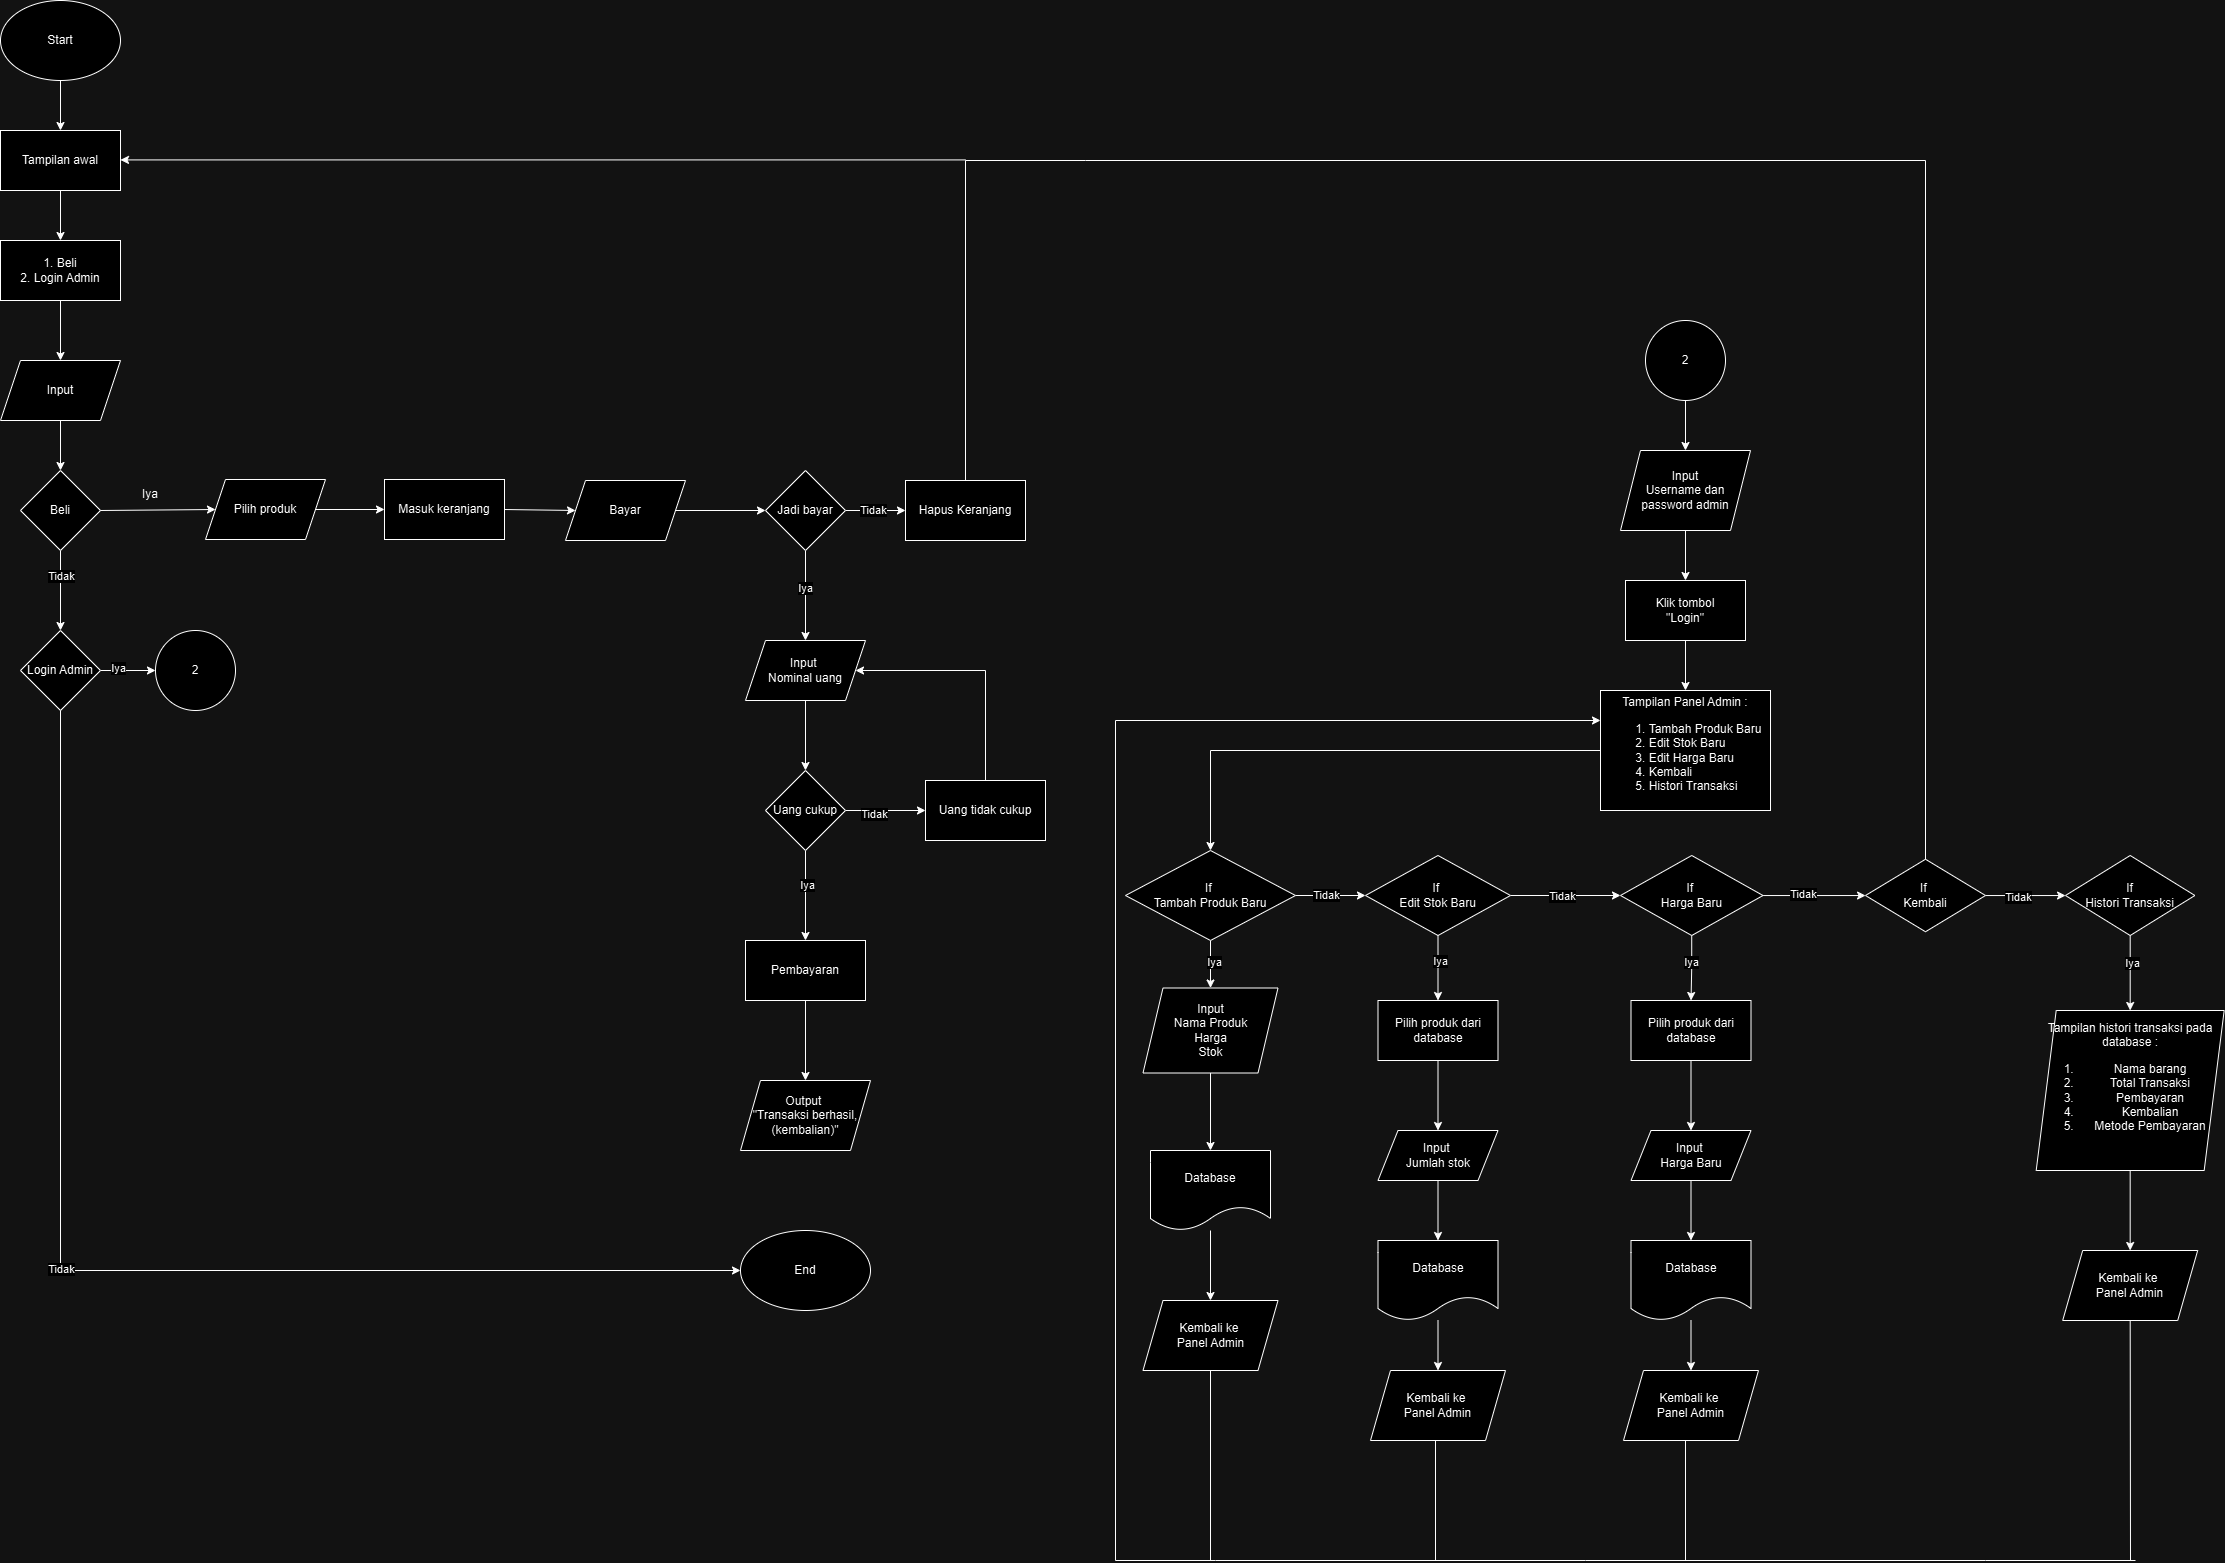 Start
Tampilan awal
1. Beli
2. Login Admin
Input
Beli
Iya
Pilih produk
Masuk keranjang
Bayar
Jadi bayar
Tidak
Hapus Keranjang
Tidak
Login Admin
Iya
2
Tidak
Iya
Input
Nominal uang
Uang cukup
Tidak
Uang tidak cukup
Iya
Pembayaran
Output
"Transaksi berhasil,
(kembalian)"
End
2
Input
Username dan
password admin
Klik tombol
"Login"
Tampilan Panel Admin :
1. Tambah Produk Baru
2. Edit Stok Baru
3. Edit Harga Baru
4. Kembali
5. Histori Transaksi
If
Tambah Produk Baru
Tidak
If
Edit Stok Baru
Tidak
If
Harga Baru
Tidak
If
Kembali
Tidak
If
Histori Transaksi
Iya
Input
Nama Produk
Harga
Stok
Database
Kembali ke
Panel Admin
Iya
Pilih produk dari
database
Input
Jumlah stok
Database
Kembali ke
Panel Admin
Iya
Pilih produk dari
database
Input
Harga Baru
Database
Kembali ke
Panel Admin
Iya
Tampilan histori transaksi pada
database :
1. Nama barang
2. Total Transaksi
3. Pembayaran
4. Kembalian
5. Metode Pembayaran
Kembali ke
Panel Admin